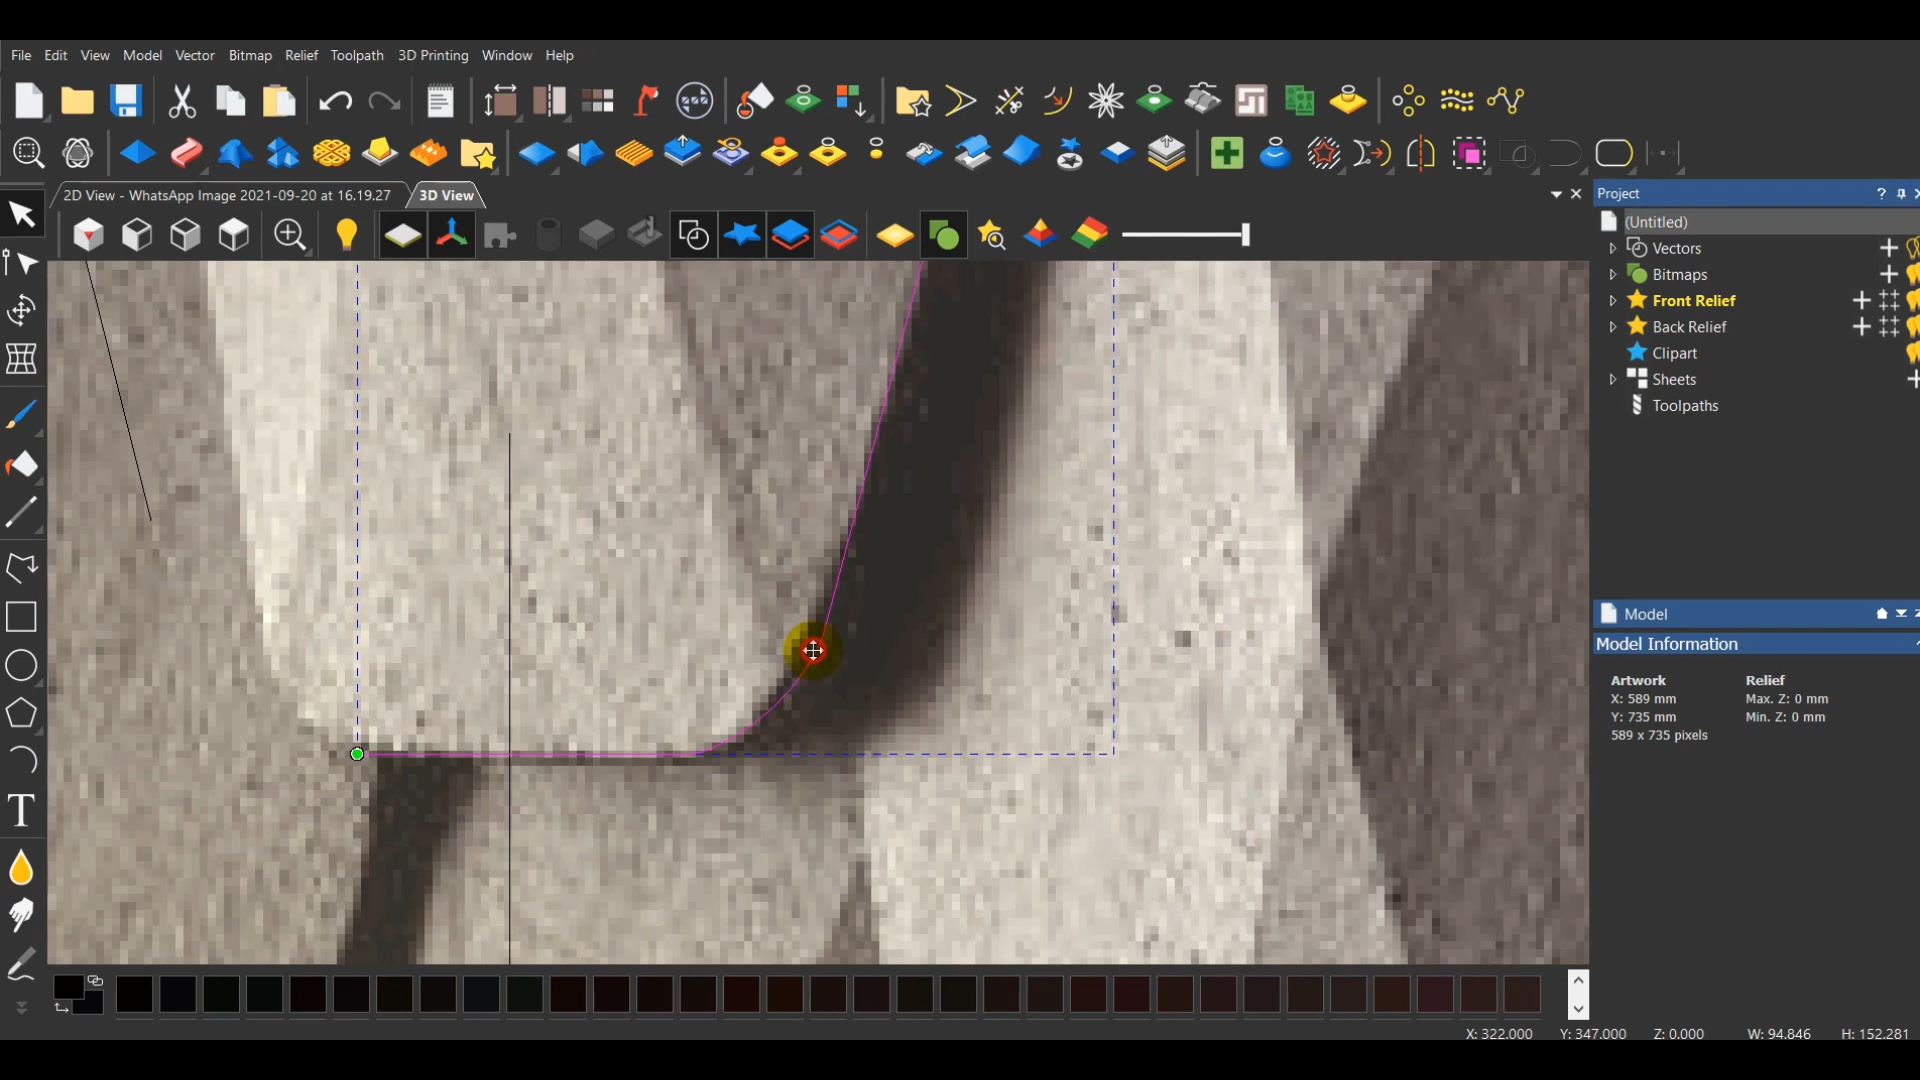 File Edit View Model Vector Bitmap Relief Toolpath 3D Printing Window Help
2D View - WhatsApp Image 2021-09-20 at 16.19.27
3D View
Project
(Untitled)
Vectors
Bitmaps
Front Relief
Back Relief
Clipart
Sheets
Toolpaths
Model
Model Information
Artwork Relief
X: 589 mm Max. Z: 0 mm
Y: 735 mm Min. Z: 0 mm
589 x 735 pixels
T
X: 322.000 Y: 347.000 Z: 0.000 W: 94.846 H: 152.281